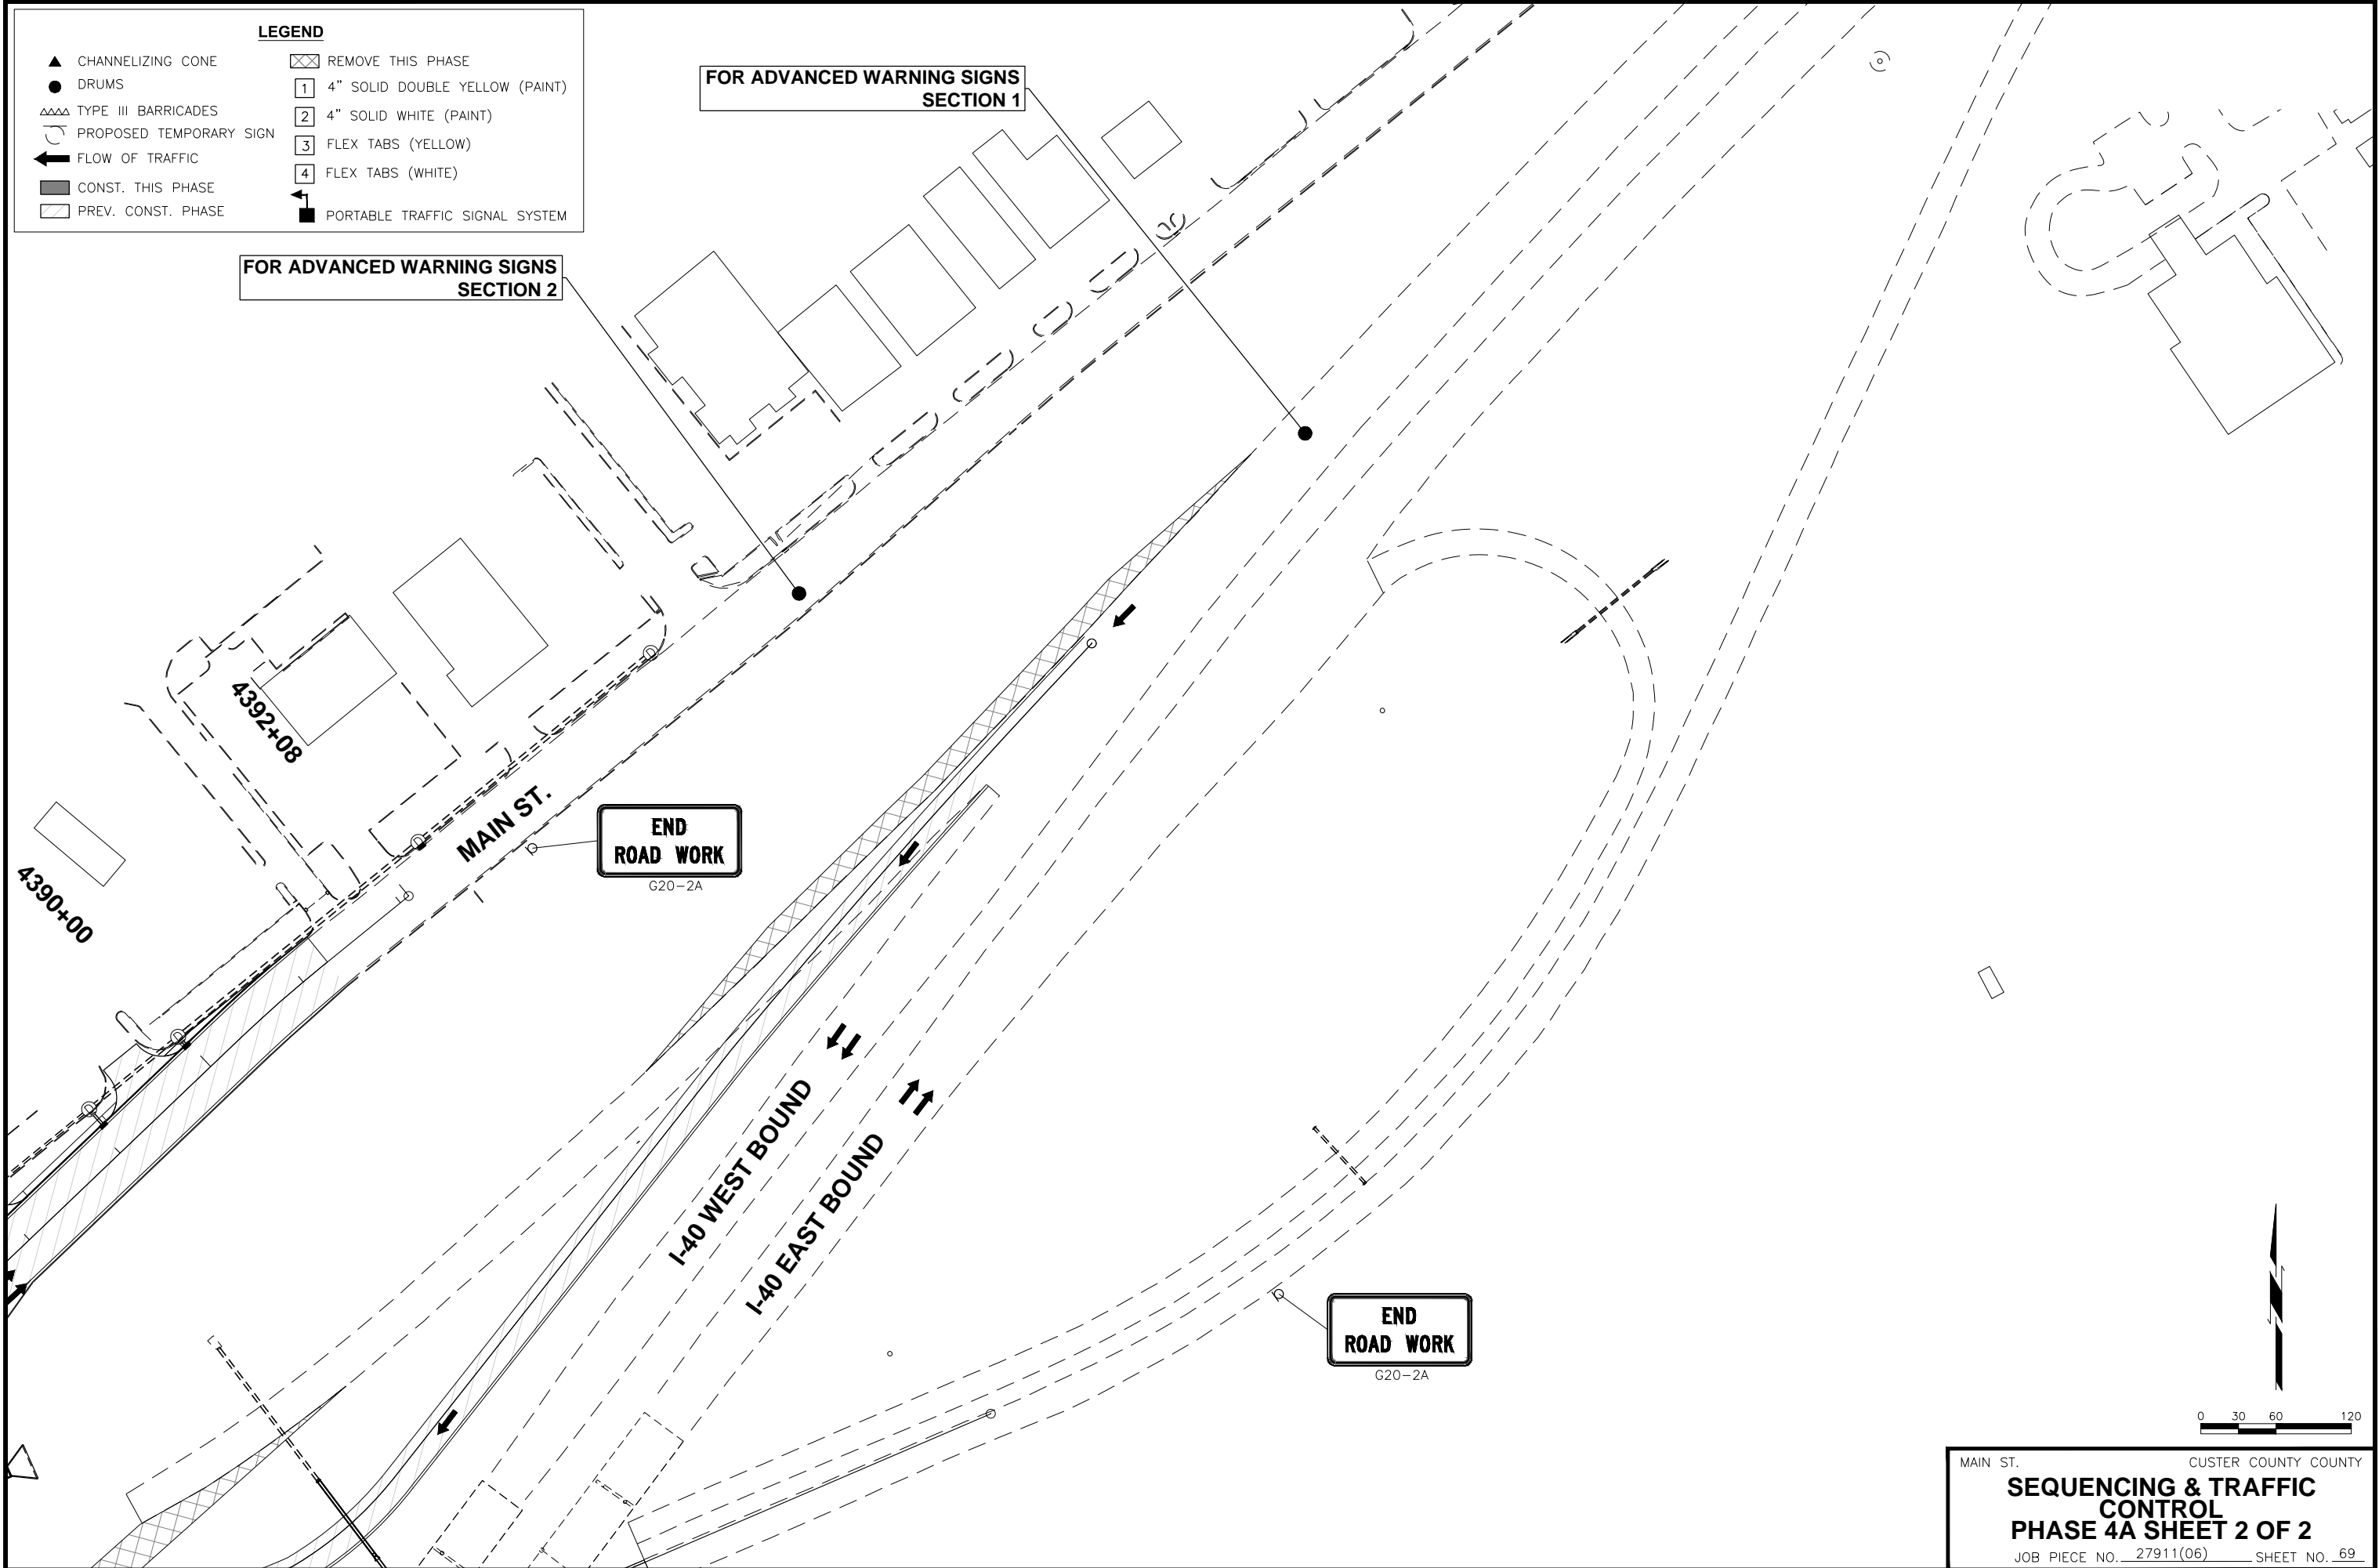 LEGEND
CHANNELIZING CONE
DRUMS
TYPE III BARRICADES
PROPOSED TEMPORARY SIGN
FLOW OF TRAFFIC
CONST. THIS PHASE
PREV. CONST. PHASE
REMOVE THIS PHASE
1 4" SOLID DOUBLE YELLOW (PAINT)
2 4" SOLID WHITE (PAINT)
3 FLEX TABS (YELLOW)
4 FLEX TABS (WHITE)
PORTABLE TRAFFIC SIGNAL SYSTEM
FOR ADVANCED WARNING SIGNS
SECTION 1
FOR ADVANCED WARNING SIGNS
SECTION 2
4392+08
4390+00
MAIN ST.
END
ROAD WORK
G20-2A
I-40 WEST BOUND
I-40 EAST BOUND
END
ROAD WORK
G20-2A
0 30 60 120
MAIN ST. CUSTER COUNTY COUNTY
SEQUENCING & TRAFFIC
CONTROL
PHASE 4A SHEET 2 OF 2
JOB PIECE NO. 27911(06) SHEET NO. 69